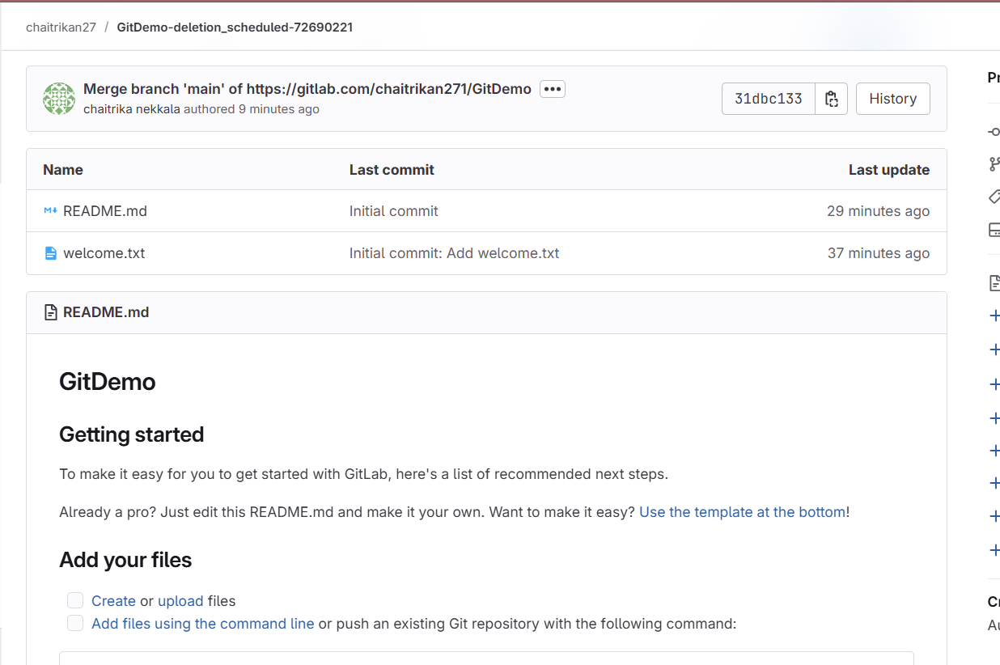 chaitrikan27 / GitDemo-deletion_scheduled-72690221
Merge branch 'main' of https://gitlab.com/chaitrikan271/GitDemo
chaitrika nekkala authored 9 minutes ago
31dbc133
History
Name Last commit Last update
README.md Initial commit 29 minutes ago
welcome.txt Initial commit: Add welcome.txt 37 minutes ago
README.md
GitDemo
Getting started
To make it easy for you to get started with GitLab, here's a list of recommended next steps.
Already a pro? Just edit this README.md and make it your own. Want to make it easy? Use the template at the bottom!
Add your files
Create or upload files
Add files using the command line or push an existing Git repository with the following command: